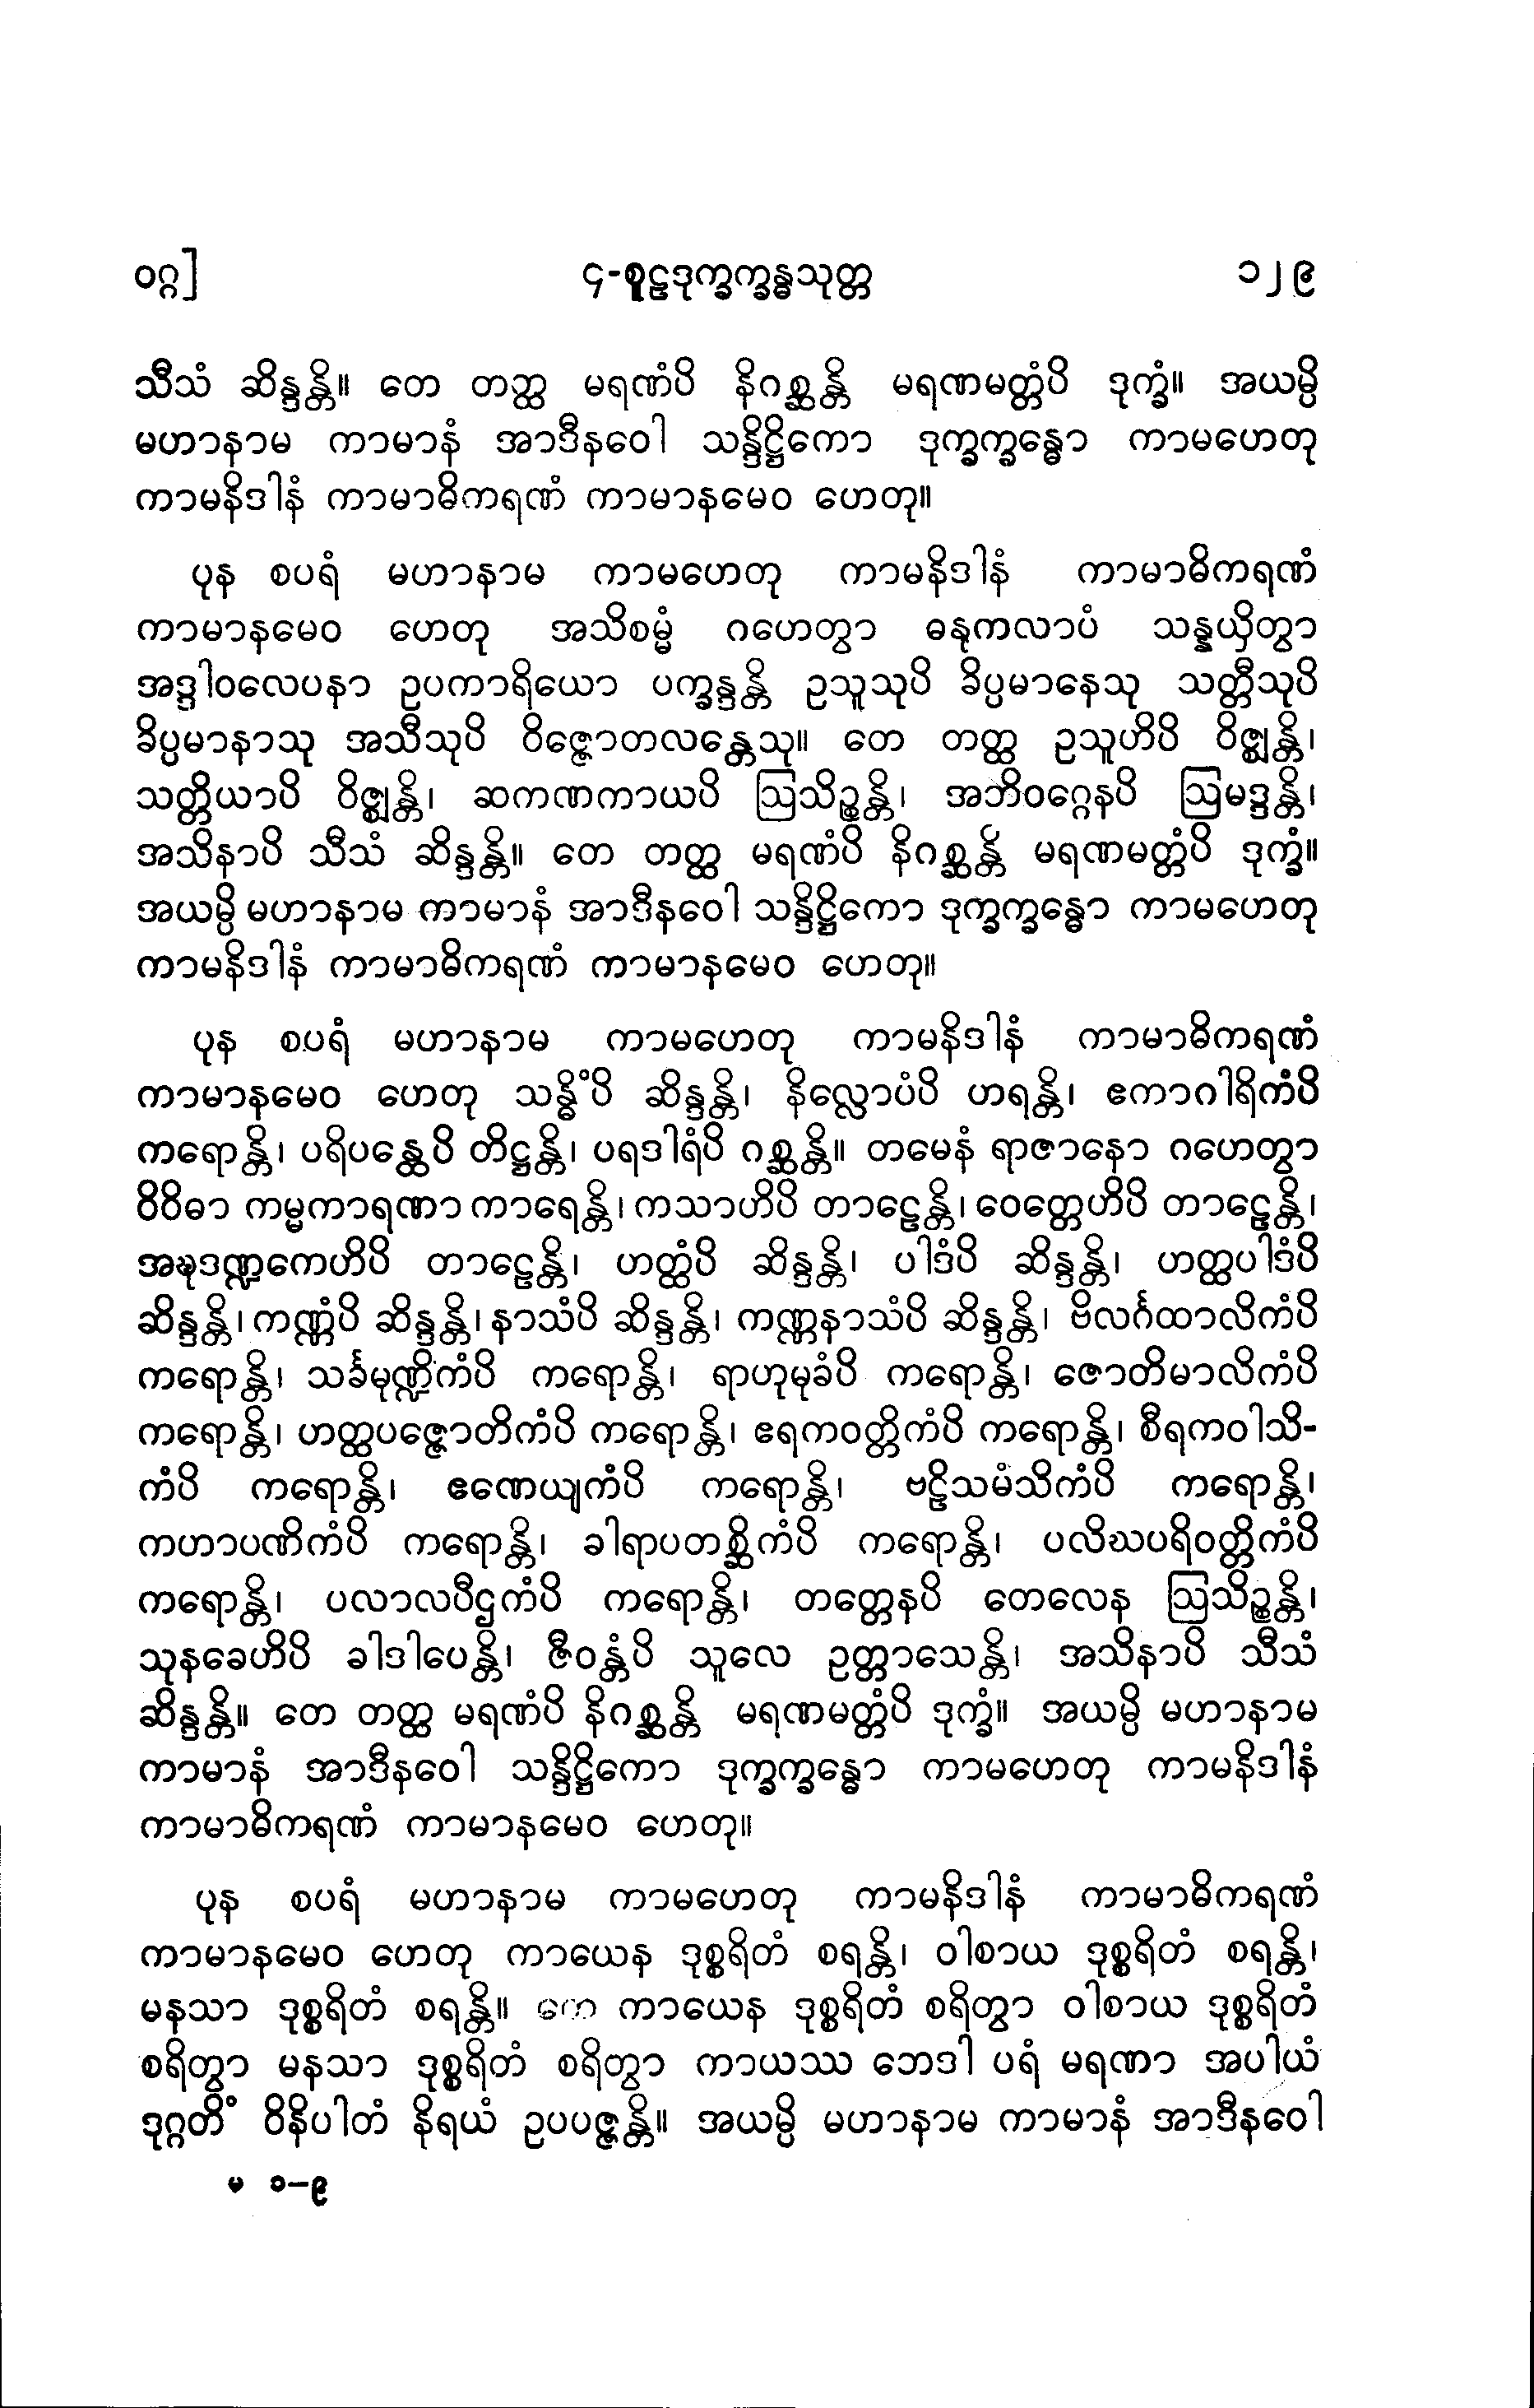 ဝဂ္ဂ]
၄-စူဠဒုက္ခက္ခန္ဓသုတ္တ
၁၂၉
သီသံ ဆိန္ဒန္တိ။ တေ တတ္ထ မရဏံပိ နိဂစ္ဆန္တိ မရဏမတ္တံပိ ဒုက္ခံ။ အယမ္ပိ
မဟာနာမ ကာမာနံ အာဒီနဝေါ သန္ဒိဋ္ဌိကော ဒုက္ခက္ခန္ဓော ကာမဟေတု
ကာမနိဒါနံ ကာမာဓိကရဏံ ကာမာနမေဝ ဟေတု။
ပုန စပရံ မဟာနာမ ကာမဟေတု ကာမနိဒါနံ ကာမာဓိကရဏံ
ကာမာနမေဝ ဟေတု အသိစမ္မံ ဂဟေတွာ ဓနုကလာပံ သန္နယှိတွာ
အဒ္ဒါဝလေပနာ ဥပကာရိယော ပက္ခန္ဒန္တိ ဥသူသုပိ ခိပ္ပမာနေသု သတ္တီသုပိ
ခိပ္ပမာနာသု အသီသုပိ ဝိဇ္ဇောတလန္တေသု။ တေ တတ္ထ ဥသူဟိပိ ဝိဇ္ဈန္တိ၊
သတ္တိယာပိ ဝိဇ္ဈန္တိ၊ ဆကဏကာယပိ ဩသိဉ္စန္တိ၊ အဘိဝဂ္ဂေနပိ ဩမဒ္ဒန္တိ၊
အသိနာပိ သီသံ ဆိန္ဒန္တိ။ တေ တတ္ထ မရဏံပိ နိဂစ္ဆန္တိ မရဏမတ္တံပိ ဒုက္ခံ။
အယမ္ပိ မဟာနာမ ကာမာနံ အာဒီနဝေါ သန္ဒိဋ္ဌိကော ဒုက္ခက္ခန္ဓော ကာမဟေတု
ကာမနိဒါနံ ကာမာဓိကရဏံ ကာမာနမေဝ ဟေတု။
ပုန စပရံ မဟာနာမ ကာမဟေတု ကာမနိဒါနံ ကာမာဓိကရဏံ
ကာမာနမေဝ ဟေတု သန္ဓိံပိ ဆိန္ဒန္တိ၊ နိလ္လောပံပိ ဟရန္တိ၊ ဧကာဂါရိကံပိ
ကရောန္တိ၊ ပရိပန္ထေပိ တိဋ္ဌန္တိ၊ ပရဒါရံပိ ဂစ္ဆန္တိ။ တမေနံ ရာဇာနော ဂဟေတွာ
ဝိဝိဓာ ကမ္မကာရဏာ ကာရေန္တိ၊ ကသာဟိပိ တာဠေန္တိ၊ ဝေတ္တေဟိပိ တာဠေန္တိ၊
အဍ္ဎဒဏ္ဍကေဟိပိ တာဠေန္တိ၊ ဟတ္ထံပိ ဆိန္ဒန္တိ၊ ပါဒံပိ ဆိန္ဒန္တိ၊ ဟတ္ထပါဒံပိ
ဆိန္ဒန္တိ၊ ကဏ္ဏံပိ ဆိန္ဒန္တိ၊ နာသံပိ ဆိန္ဒန္တိ၊ ကဏ္ဏနာသံပိ ဆိန္ဒန္တိ၊ ဗိလင်္ဂထာလိကံပိ
ကရောန္တိ၊ သင်္ခမုဏ္ဍိကံပိ ကရောန္တိ၊ ရာဟုမုခံပိ ကရောန္တိ၊ ဇောတိမာလိကံပိ
ကရောန္တိ၊ ဟတ္ထပဇ္ဇောတိကံပိ ကရောန္တိ၊ ဧရကဝတ္တိကံပိ ကရောန္တိ၊ စီရကဝါသိ-
ကံပိ ကရောန္တိ၊ ဧဏေယျကံပိ ကရောန္တိ၊ ဗဠိသမံသိကံပိ ကရောန္တိ၊
ကဟာပဏိကံပိ ကရောန္တိ၊ ခါရာပတစ္ဆိကံပိ ကရောန္တိ၊ ပလိဃပရိဝတ္တိကံပိ
ကရောန္တိ၊ ပလာလပီဌကံပိ ကရောန္တိ၊ တတ္တေနပိ တေလေန ဩသိဉ္စန္တိ၊
သုနခေဟိပိ ခါဒါပေန္တိ၊ ဇီဝန္တံပိ သူလေ ဥတ္တာသေန္တိ၊ အသိနာပိ သီသံ
ဆိန္ဒန္တိ။ တေ တတ္ထ မရဏံပိ နိဂစ္ဆန္တိ မရဏမတ္တံပိ ဒုက္ခံ။ အယမ္ပိ မဟာနာမ
ကာမာနံ အာဒီနဝေါ သန္ဒိဋ္ဌိကော ဒုက္ခက္ခန္ဓော ကာမဟေတု ကာမနိဒါနံ
ကာမာဓိကရဏံ ကာမာနမေဝ ဟေတု။
ပုန စပရံ မဟာနာမ ကာမဟေတု ကာမနိဒါနံ ကာမာဓိကရဏံ
ကာမာနမေဝ ဟေတု ကာယေန ဒုစ္စရိတံ စရန္တိ၊ ဝါစာယ ဒုစ္စရိတံ စရန္တိ၊
မနသာ ဒုစ္စရိတံ စရန္တိ။ တေ ကာယေန ဒုစ္စရိတံ စရိတွာ ဝါစာယ ဒုစ္စရိတံ
စရိတွာ မနသာ ဒုစ္စရိတံ စရိတွာ ကာယဿ ဘေဒါ ပရံ မရဏာ အပါယံ
ဒုဂ္ဂတိံ ဝိနိပါတံ နိရယံ ဥပပဇ္ဇန္တိ။ အယမ္ပိ မဟာနာမ ကာမာနံ အာဒီနဝေါ
မ ၁-၉